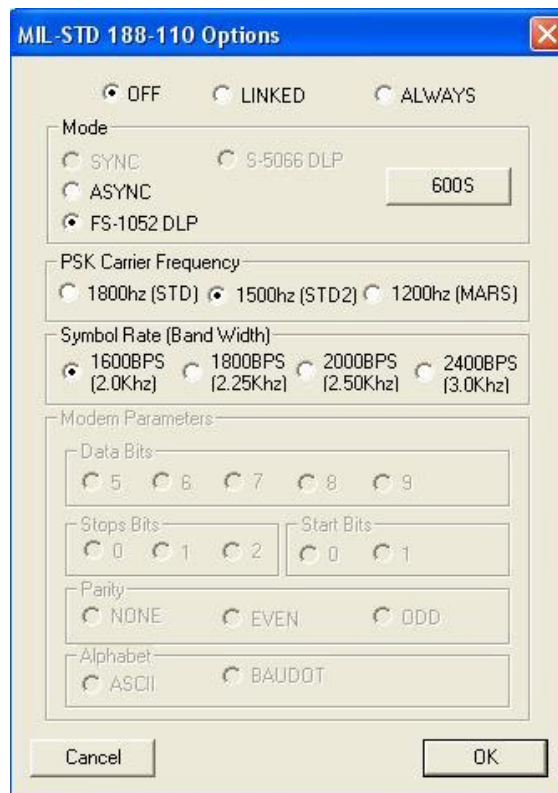 MIL-STD 188-110 Options
OFF LINKED ALWAYS
Mode
SYNC S-5066 DLP
ASYNC
600S
FS-1052 DLP
PSK Carrier Frequency
1800hz (STD) 1500hz (STD2) 1200hz (MARS)
Symbol Rate (Band Width)
1600BPS 1800BPS 2000BPS 2400BPS
(2.0Khz) (2.25Khz) (2.50Khz) (3.0Khz)
Modem Parameters
Data Bits
5 6 7 8 9
Stops Bits Start Bits
0 1 2 0 1
Parity
NONE EVEN ODD
Alphabet
ASCII BAUDOT
Cancel OK